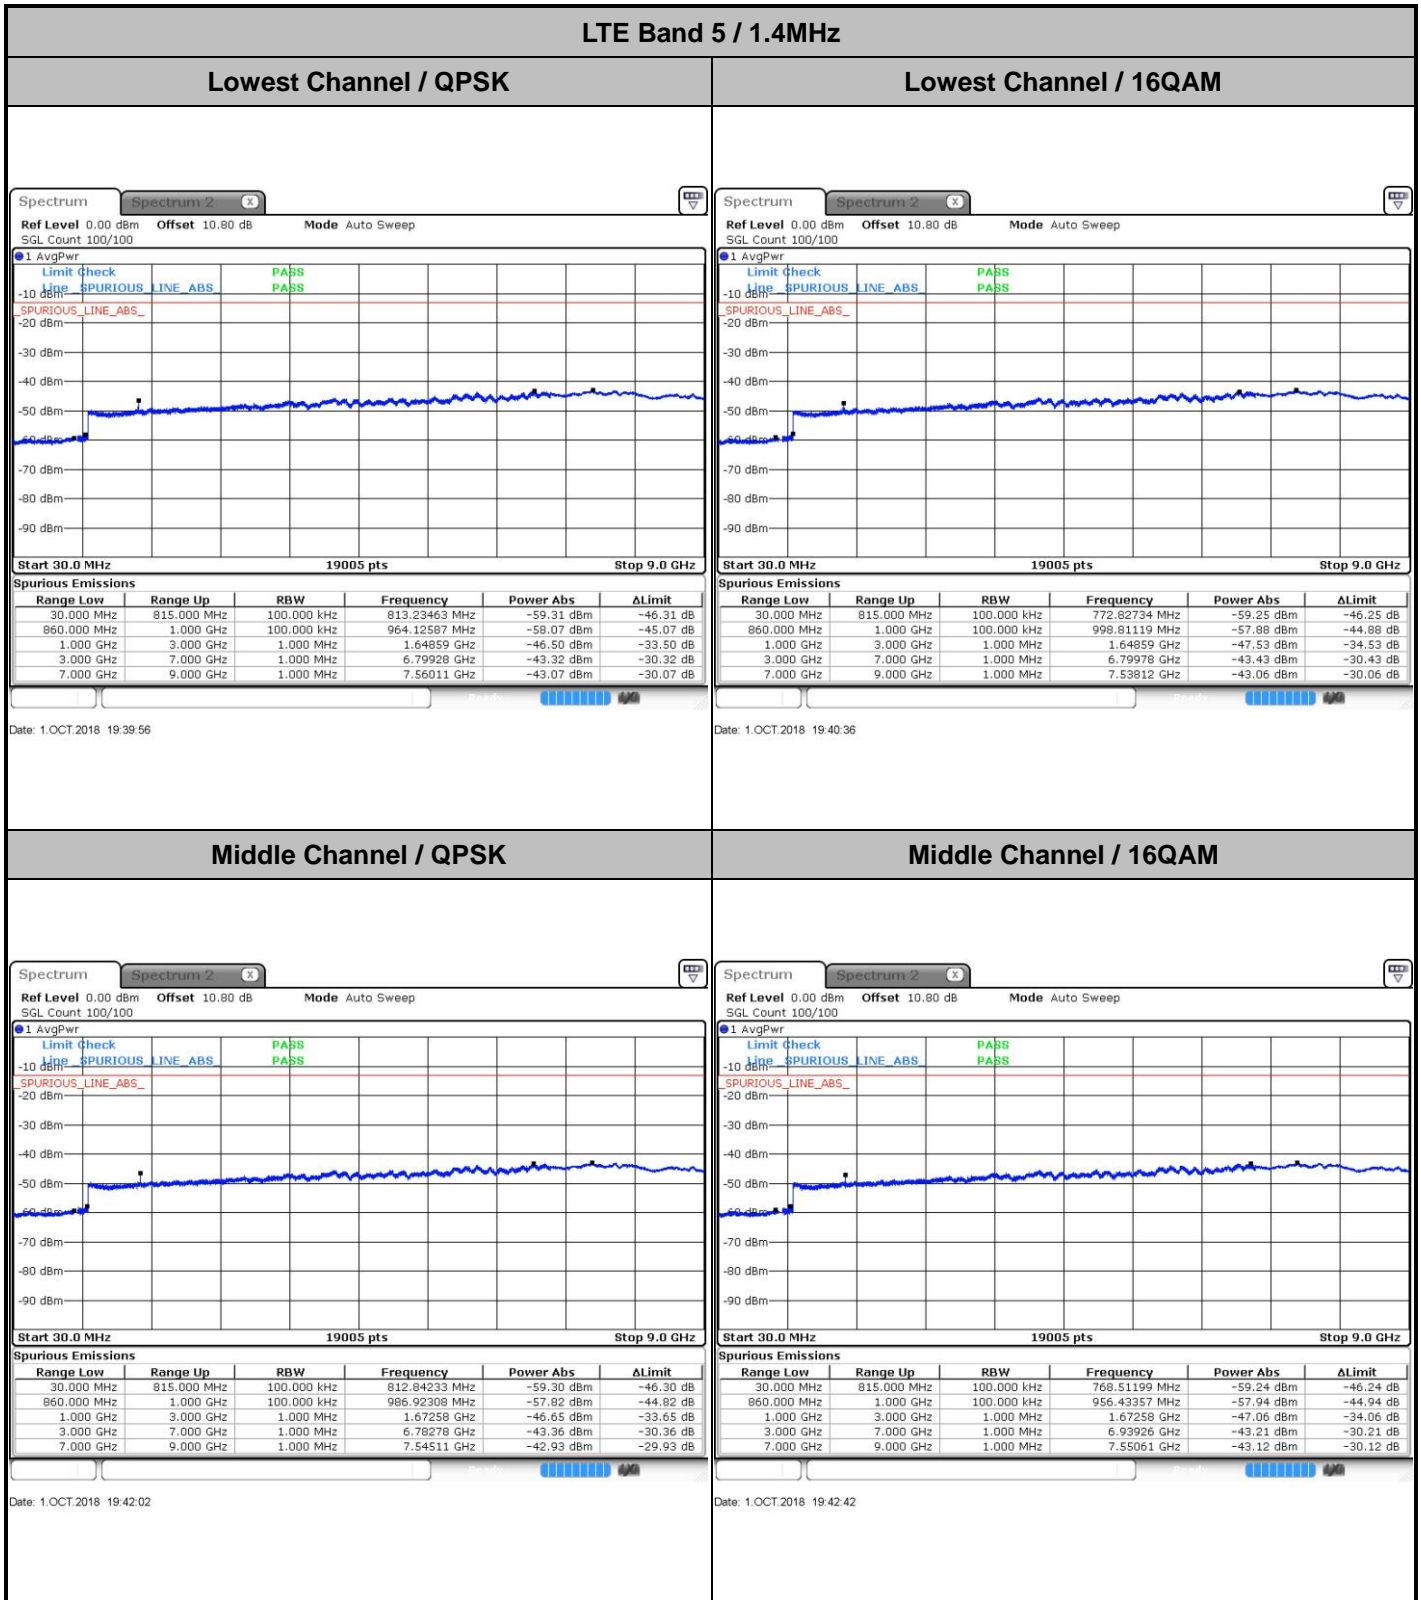 LTE Band 5 / 1.4MHz
Lowest Channel / QPSK
Lowest Channel / 16QAM
Spectrum
Spectrum 2
Ref Level 0.00 dBm Offset 10.80 dB Mode Auto Sweep
SGL Count 100/100
1 AvgPwr
Limit Check PASS
Line _SPURIOUS_LINE_ABS_ PASS
-10 dBm
_SPURIOUS_LINE_ABS_
-20 dBm
-30 dBm
-40 dBm
-50 dBm
-60 dBm
-70 dBm
-80 dBm
-90 dBm
Start 30.0 MHz 19005 pts Stop 9.0 GHz
Spurious Emissions
Range Low Range Up RBW Frequency Power Abs ΔLimit
30.000 MHz 815.000 MHz 100.000 kHz 813.23463 MHz -59.31 dBm -46.31 dB
860.000 MHz 1.000 GHz 100.000 kHz 964.12587 MHz -58.07 dBm -45.07 dB
1.000 GHz 3.000 GHz 1.000 MHz 1.64859 GHz -46.50 dBm -33.50 dB
3.000 GHz 7.000 GHz 1.000 MHz 6.79928 GHz -43.32 dBm -30.32 dB
7.000 GHz 9.000 GHz 1.000 MHz 7.56011 GHz -43.07 dBm -30.07 dB
Date: 1.OCT.2018 19:39:56
Spectrum
Spectrum 2
Ref Level 0.00 dBm Offset 10.80 dB Mode Auto Sweep
SGL Count 100/100
1 AvgPwr
Limit Check PASS
Line _SPURIOUS_LINE_ABS_ PASS
-10 dBm
_SPURIOUS_LINE_ABS_
-20 dBm
-30 dBm
-40 dBm
-50 dBm
-60 dBm
-70 dBm
-80 dBm
-90 dBm
Start 30.0 MHz 19005 pts Stop 9.0 GHz
Spurious Emissions
Range Low Range Up RBW Frequency Power Abs ΔLimit
30.000 MHz 815.000 MHz 100.000 kHz 772.82734 MHz -59.25 dBm -46.25 dB
860.000 MHz 1.000 GHz 100.000 kHz 998.81119 MHz -57.88 dBm -44.88 dB
1.000 GHz 3.000 GHz 1.000 MHz 1.64859 GHz -47.53 dBm -34.53 dB
3.000 GHz 7.000 GHz 1.000 MHz 6.79978 GHz -43.43 dBm -30.43 dB
7.000 GHz 9.000 GHz 1.000 MHz 7.53812 GHz -43.06 dBm -30.06 dB
Date: 1.OCT.2018 19:40:36
Middle Channel / QPSK
Middle Channel / 16QAM
Spectrum
Spectrum 2
Ref Level 0.00 dBm Offset 10.80 dB Mode Auto Sweep
SGL Count 100/100
1 AvgPwr
Limit Check PASS
Line _SPURIOUS_LINE_ABS_ PASS
-10 dBm
_SPURIOUS_LINE_ABS_
-20 dBm
-30 dBm
-40 dBm
-50 dBm
-60 dBm
-70 dBm
-80 dBm
-90 dBm
Start 30.0 MHz 19005 pts Stop 9.0 GHz
Spurious Emissions
Range Low Range Up RBW Frequency Power Abs ΔLimit
30.000 MHz 815.000 MHz 100.000 kHz 812.84233 MHz -59.30 dBm -46.30 dB
860.000 MHz 1.000 GHz 100.000 kHz 986.92308 MHz -57.82 dBm -44.82 dB
1.000 GHz 3.000 GHz 1.000 MHz 1.67258 GHz -46.65 dBm -33.65 dB
3.000 GHz 7.000 GHz 1.000 MHz 6.78278 GHz -43.36 dBm -30.36 dB
7.000 GHz 9.000 GHz 1.000 MHz 7.54511 GHz -42.93 dBm -29.93 dB
Date: 1.OCT.2018 19:42:02
Spectrum
Spectrum 2
Ref Level 0.00 dBm Offset 10.80 dB Mode Auto Sweep
SGL Count 100/100
1 AvgPwr
Limit Check PASS
Line _SPURIOUS_LINE_ABS_ PASS
-10 dBm
_SPURIOUS_LINE_ABS_
-20 dBm
-30 dBm
-40 dBm
-50 dBm
-60 dBm
-70 dBm
-80 dBm
-90 dBm
Start 30.0 MHz 19005 pts Stop 9.0 GHz
Spurious Emissions
Range Low Range Up RBW Frequency Power Abs ΔLimit
30.000 MHz 815.000 MHz 100.000 kHz 768.51199 MHz -59.24 dBm -46.24 dB
860.000 MHz 1.000 GHz 100.000 kHz 956.43357 MHz -57.94 dBm -44.94 dB
1.000 GHz 3.000 GHz 1.000 MHz 1.67258 GHz -47.06 dBm -34.06 dB
3.000 GHz 7.000 GHz 1.000 MHz 6.93926 GHz -43.21 dBm -30.21 dB
7.000 GHz 9.000 GHz 1.000 MHz 7.55061 GHz -43.12 dBm -30.12 dB
Date: 1.OCT.2018 19:42:42